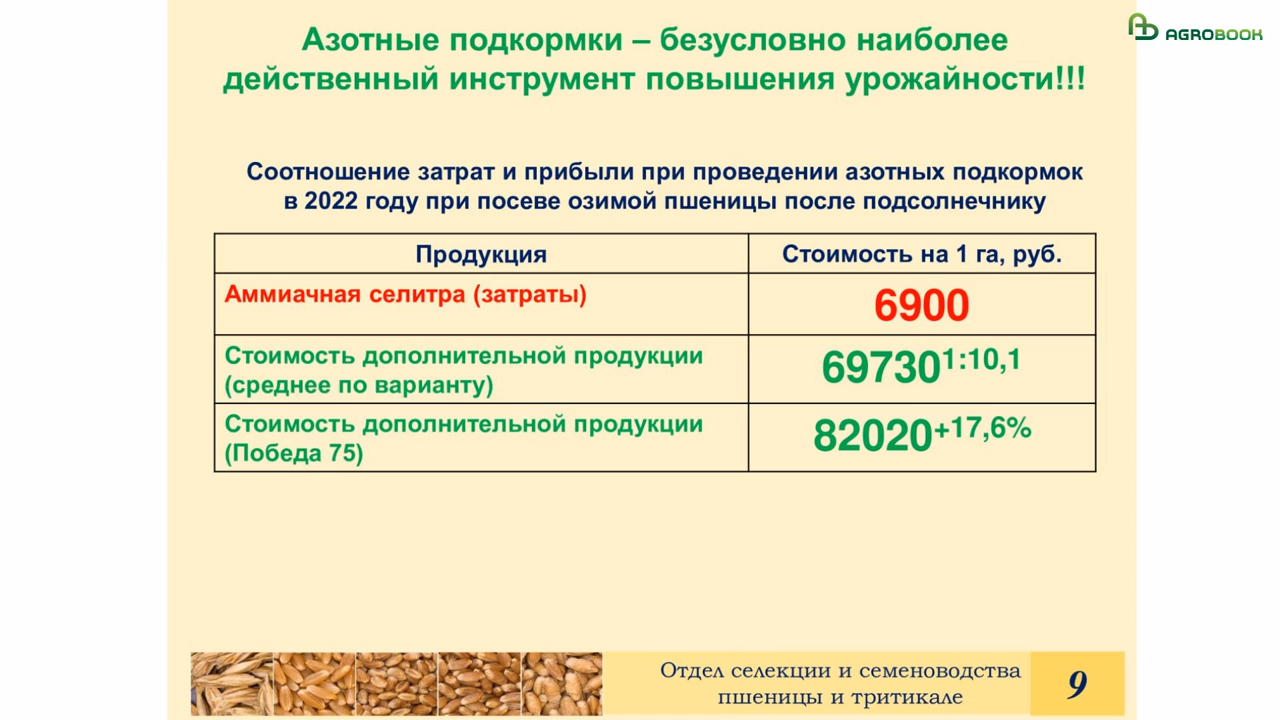 AGROBOOK
Азотные подкормки – безусловно наиболее
действенный инструмент повышения урожайности!!!
Соотношение затрат и прибыли при проведении азотных подкормок
в 2022 году при посеве озимой пшеницы после подсолнечнику
Продукция
Стоимость на 1 га, руб.
Аммиачная селитра (затраты)
6900
Стоимость дополнительной продукции
(среднее по варианту)
69730 1:10,1
Стоимость дополнительной продукции
(Победа 75)
82020 +17,6%
Отдел селекции и семеноводства
пшеницы и тритикале
9